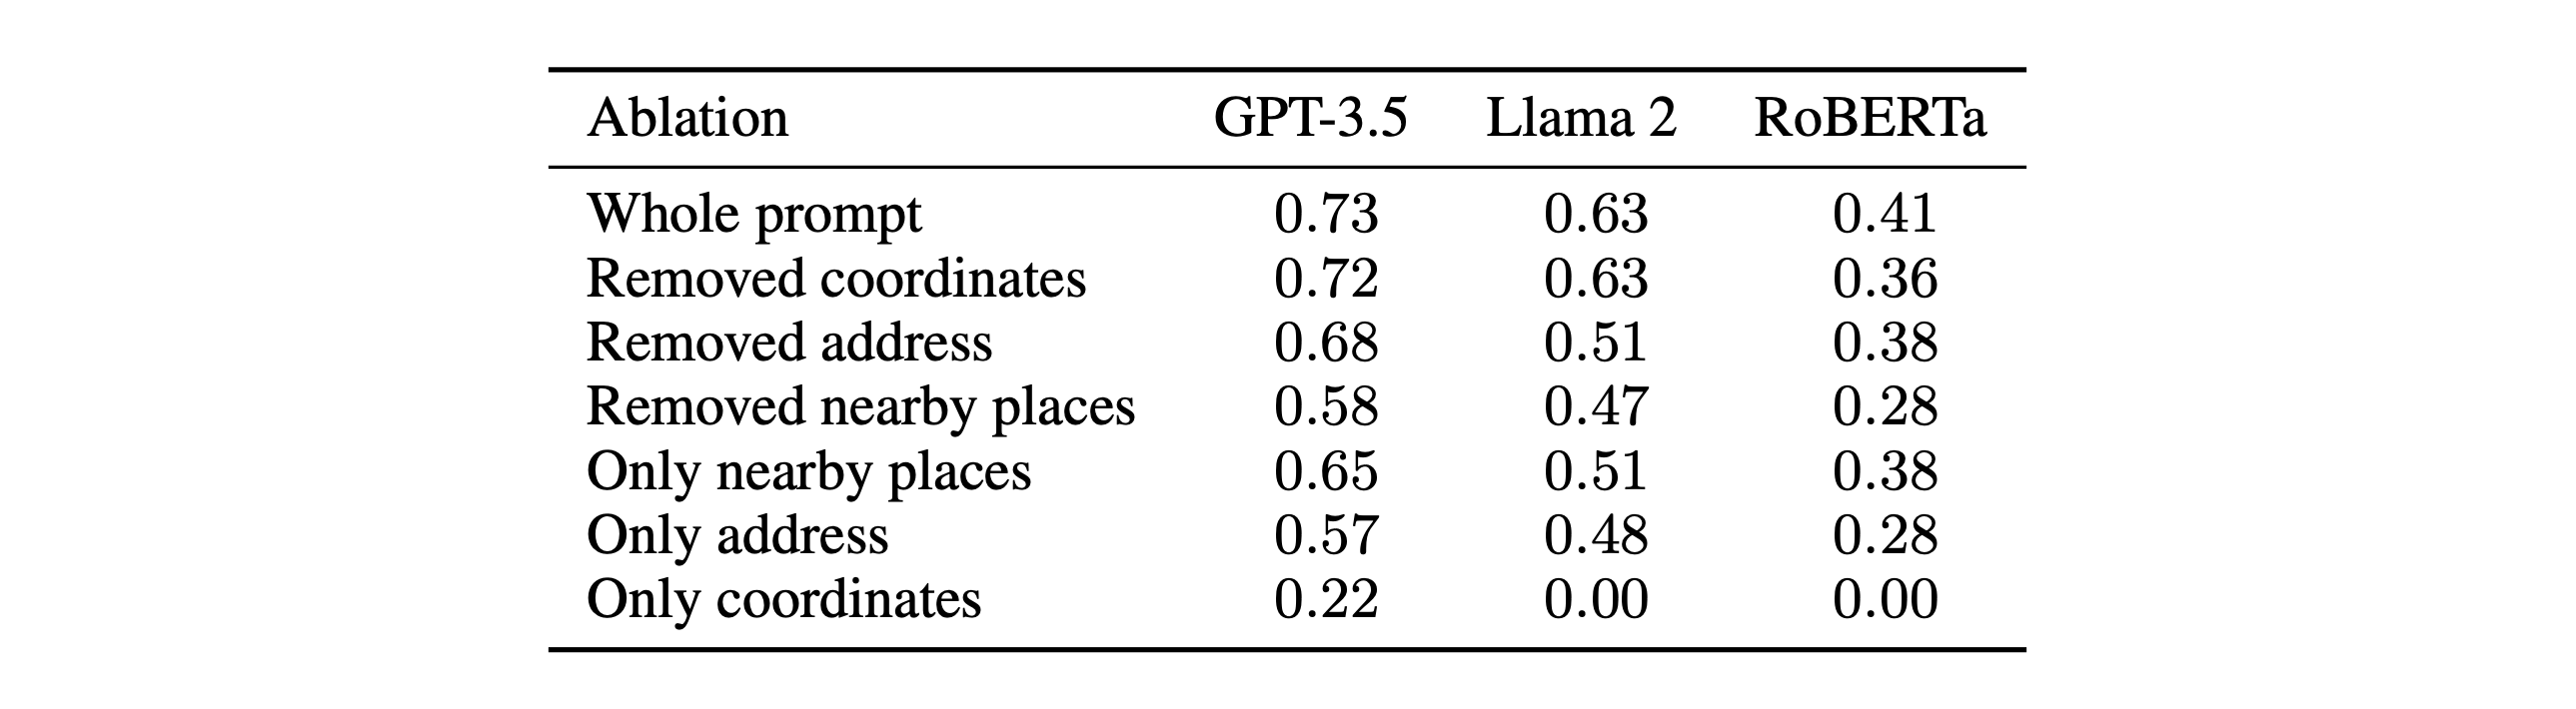 Ablation GPT-3.5 Llama 2 RoBERTa
Whole prompt 0.73 0.63 0.41
Removed coordinates 0.72 0.63 0.36
Removed address 0.68 0.51 0.38
Removed nearby places 0.58 0.47 0.28
Only nearby places 0.65 0.51 0.38
Only address 0.57 0.48 0.28
Only coordinates 0.22 0.00 0.00